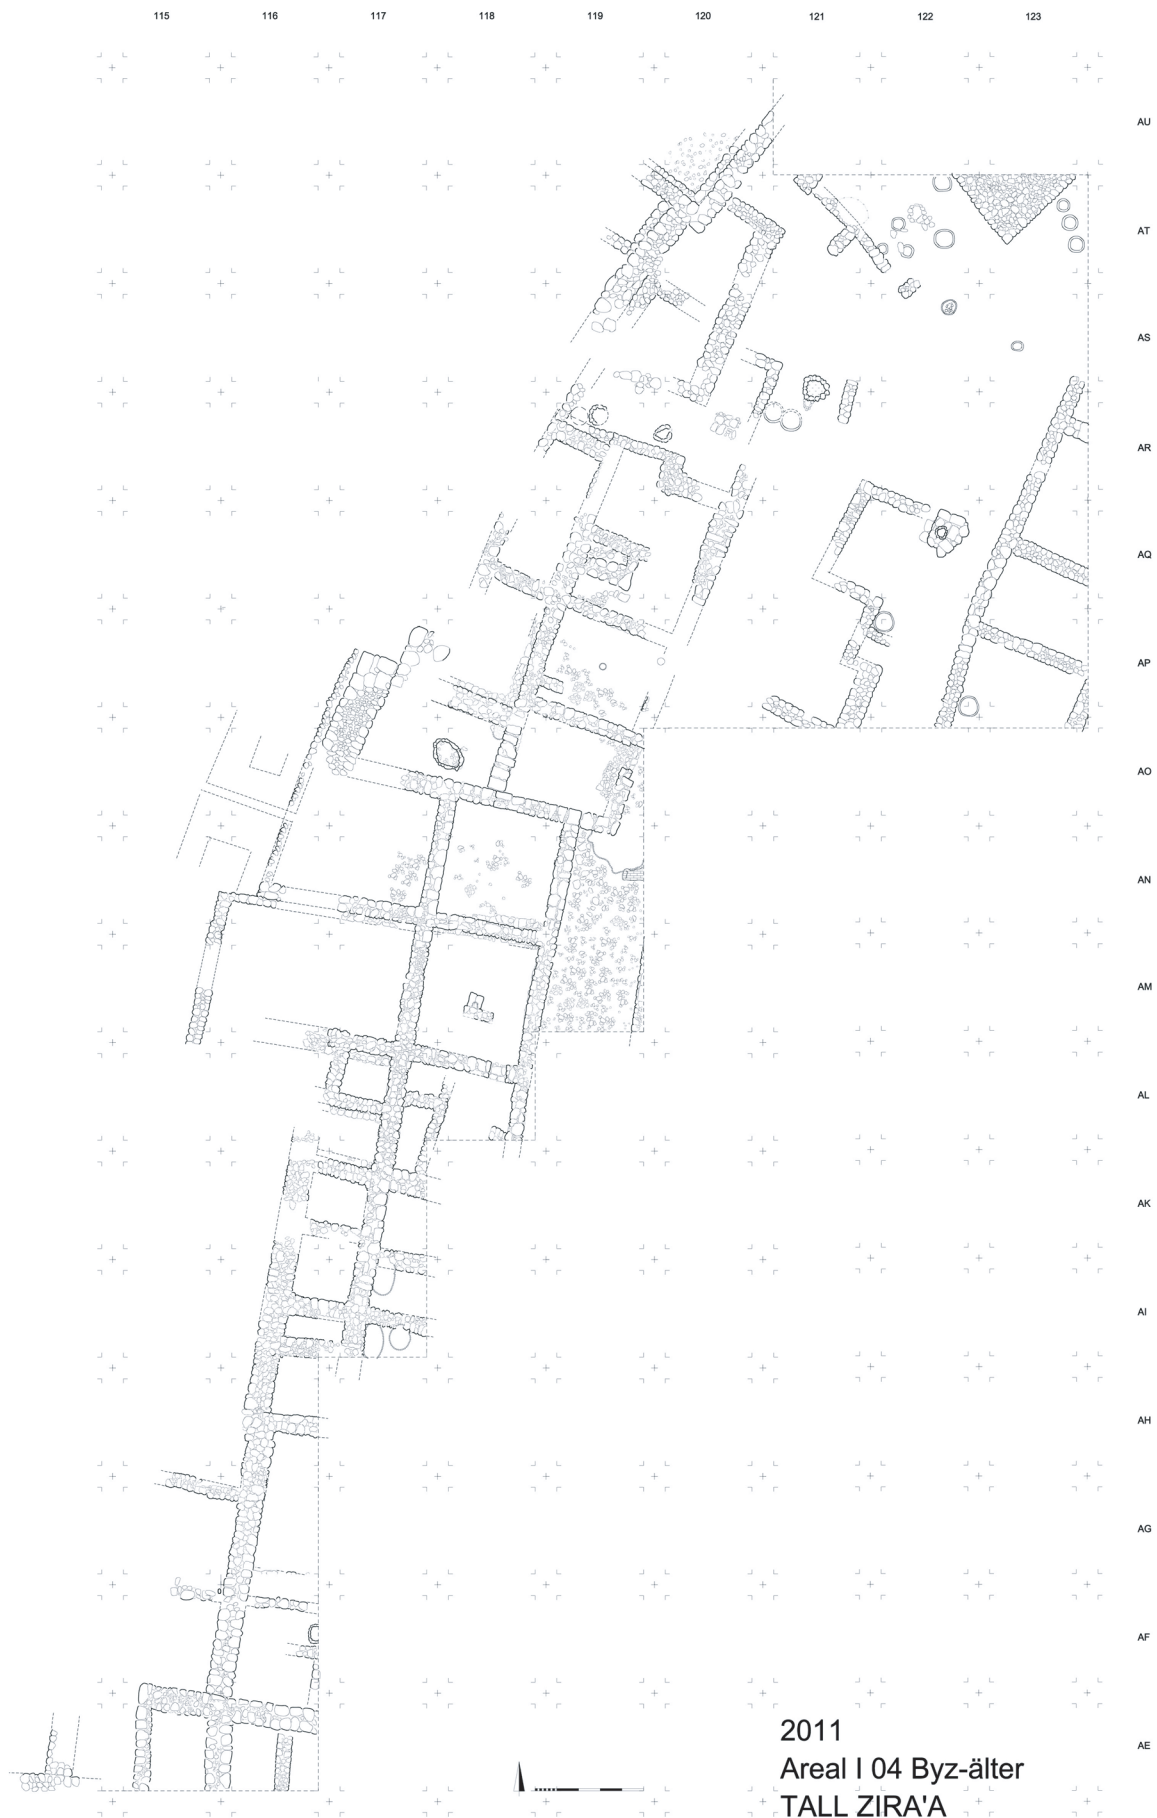 115 116 117 118 119 120 121 122 123
AU
AT
AS
AR
AQ
AP
AO
AN
AM
AL
AK
AI
AH
AG
AF
AE
2011
Areal I 04 Byz-älter
TALL ZIRA'A